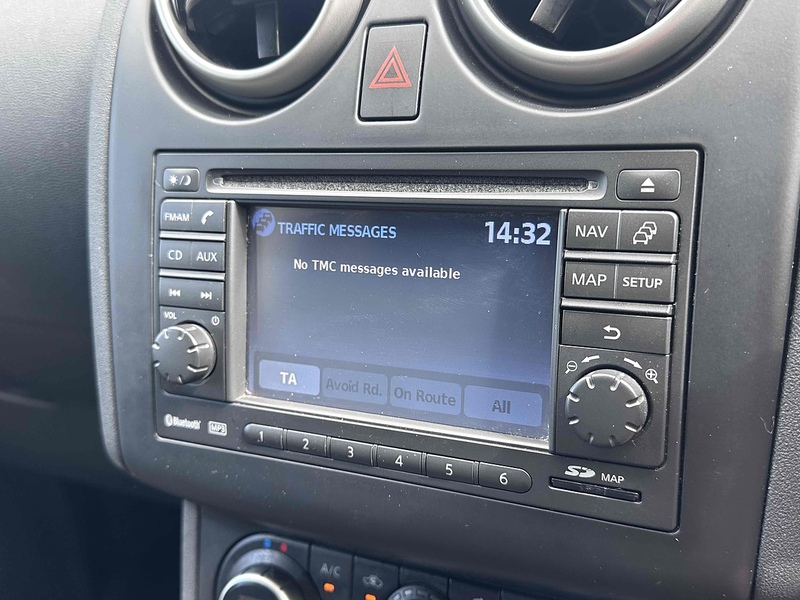 FM·AM
CD AUX
VOL
TRAFFIC MESSAGES 14:32
No TMC messages available
TA Avoid Rd. On Route All
NAV
MAP SETUP
Bluetooth MP3
1 2 3 4 5 6
SD MAP
A/C